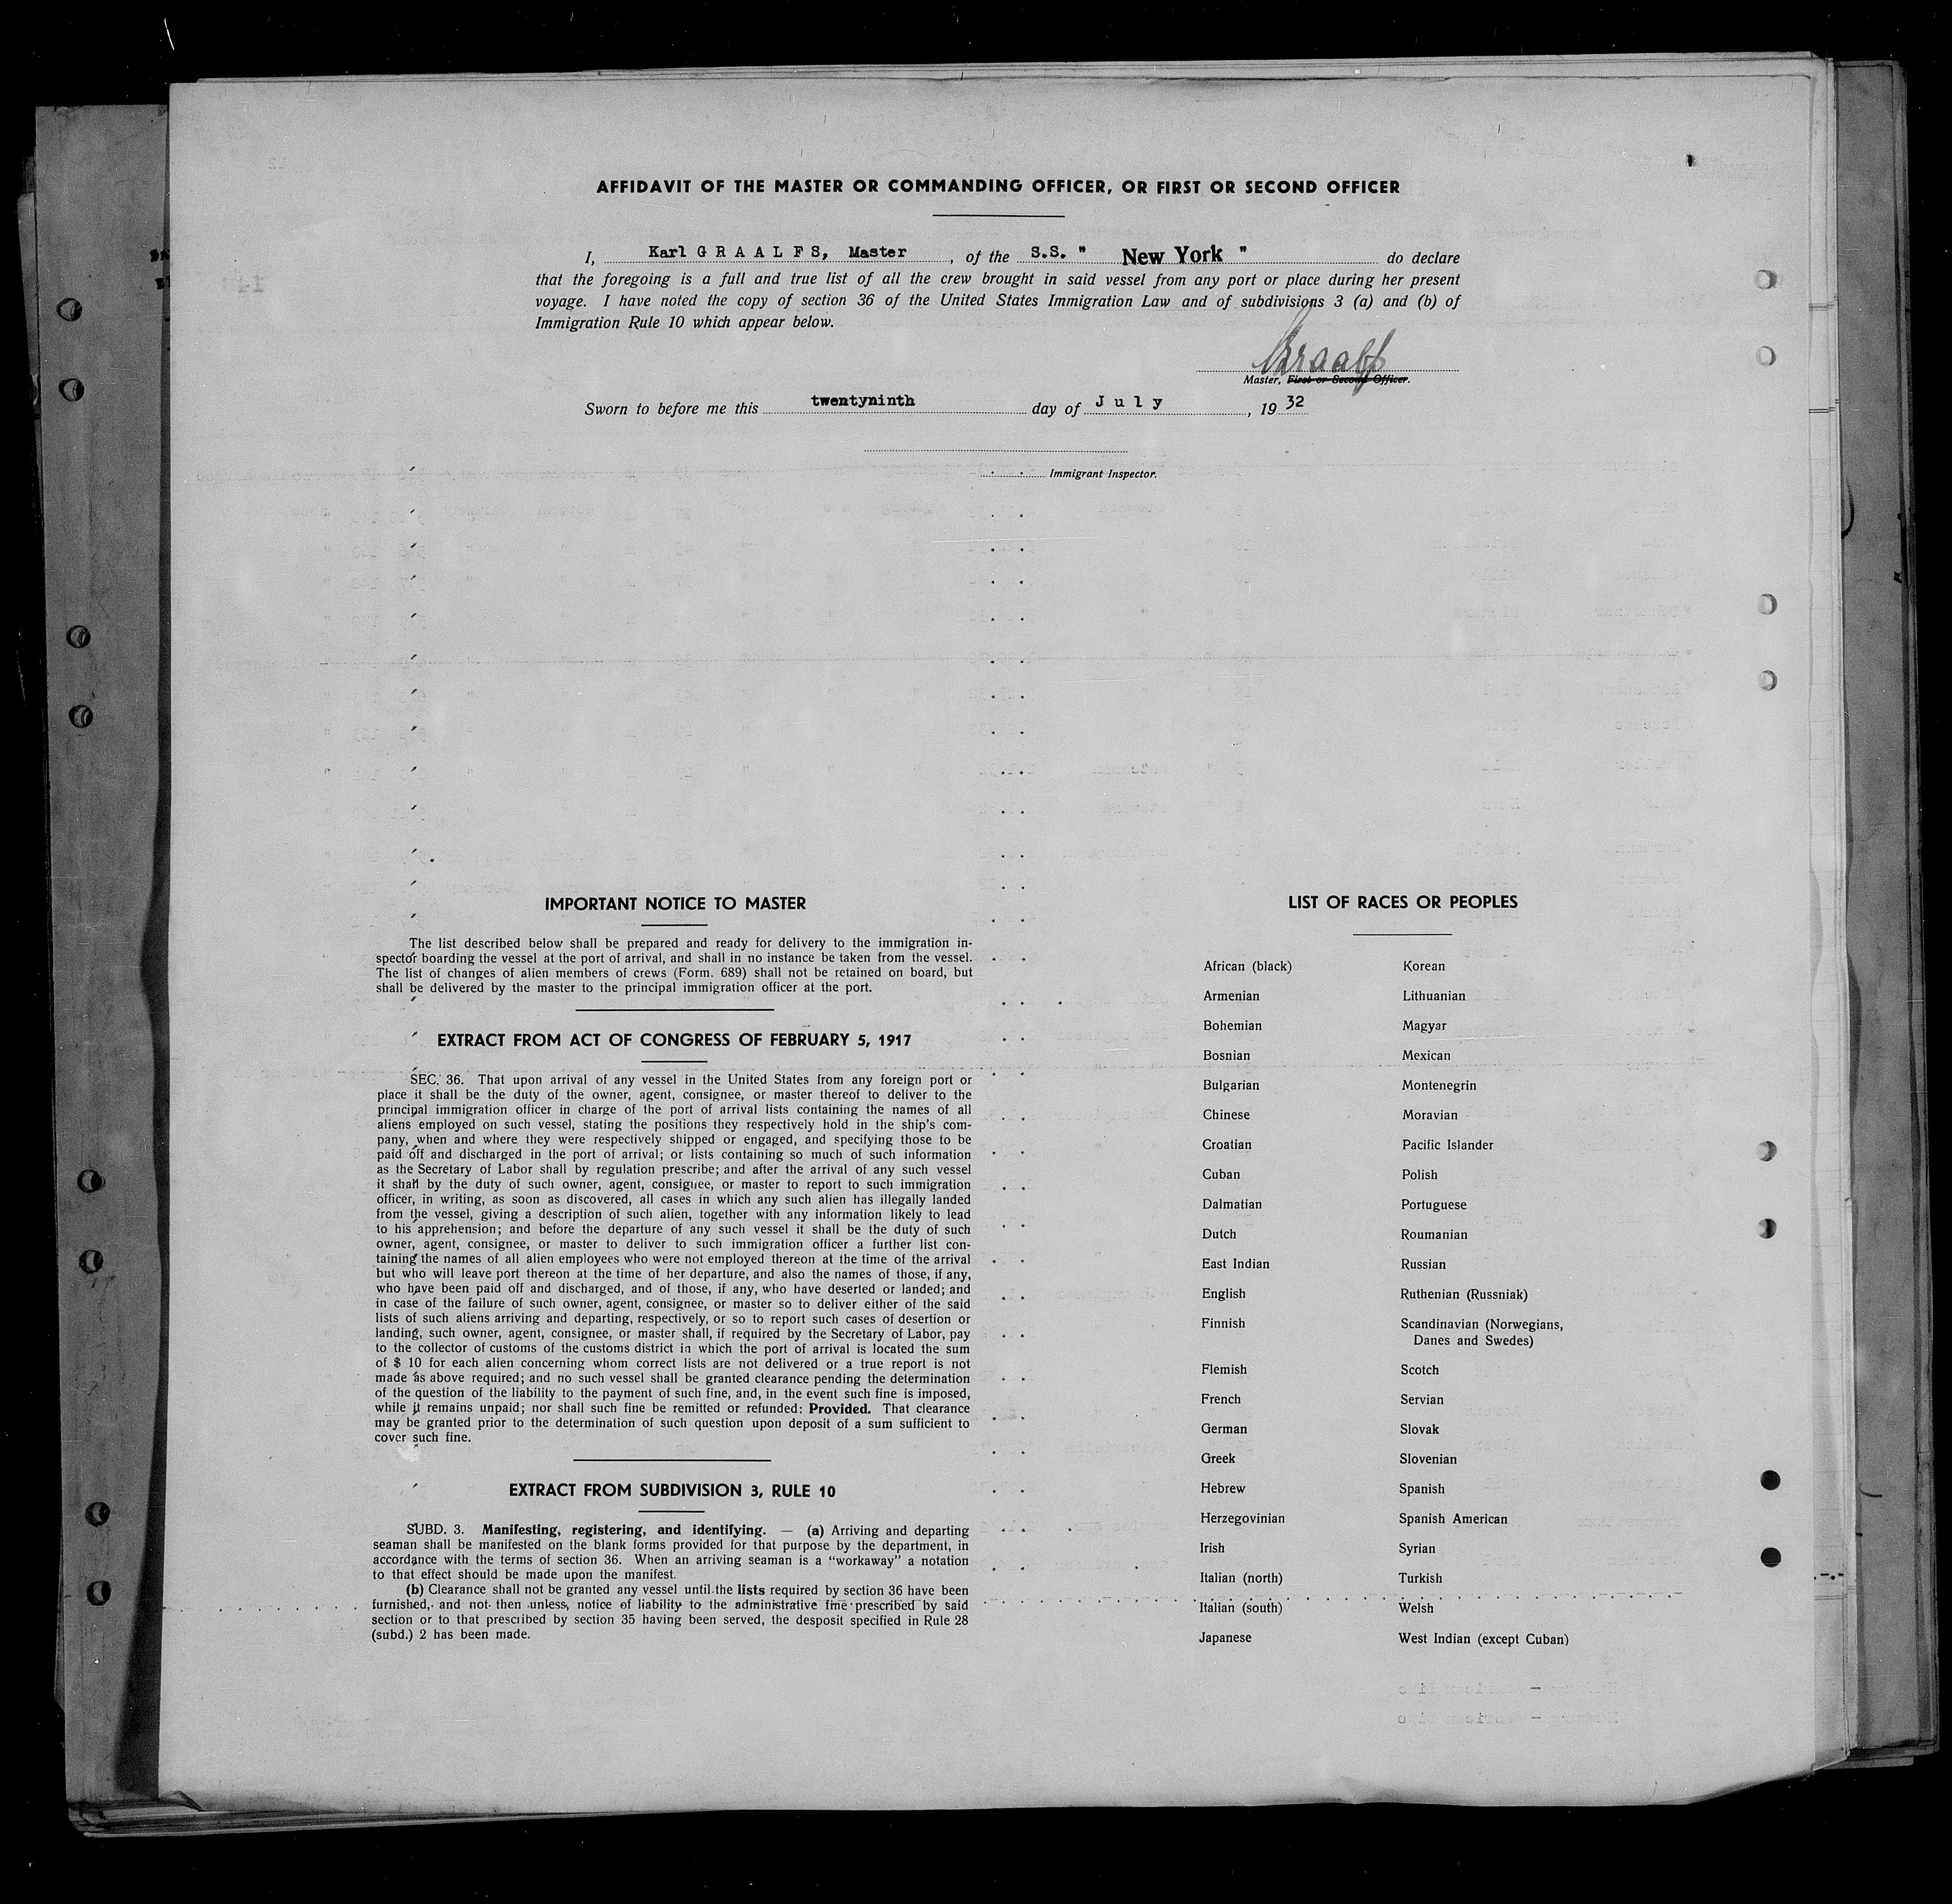 AFFIDAVIT OF THE MASTER OR COMMANDING OFFICER, OR FIRST OR SECOND OFFICER
I, Karl G R A A L F S, Master, of the S.S. " New York " do declare
that the foregoing is a full and true list of all the crew brought in said vessel from any port or place during her present
voyage. I have noted the copy of section 36 of the United States Immigration Law and of subdivisions 3 (a) and (b) of
Immigration Rule 10 which appear below.
Graalfs
Master, First or Second Officer.
Sworn to before me this twentyninth day of J u l y, 19 32
Immigrant Inspector.
IMPORTANT NOTICE TO MASTER
The list described below shall be prepared and ready for delivery to the immigration in-
spector boarding the vessel at the port of arrival, and shall in no instance be taken from the vessel.
The list of changes of alien members of crews (Form. 689) shall not be retained on board, but
shall be delivered by the master to the principal immigration officer at the port.
EXTRACT FROM ACT OF CONGRESS OF FEBRUARY 5, 1917
SEC. 36. That upon arrival of any vessel in the United States from any foreign port or
place it shall be the duty of the owner, agent, consignee, or master thereof to deliver to the
principal immigration officer in charge of the port of arrival lists containing the names of all
aliens employed on such vessel, stating the positions they respectively hold in the ship's com-
pany, when and where they were respectively shipped or engaged, and specifying those to be
paid off and discharged in the port of arrival; or lists containing so much of such information
as the Secretary of Labor shall by regulation prescribe; and after the arrival of any such vessel
it shall by the duty of such owner, agent, consignee, or master to report to such immigration
officer, in writing, as soon as discovered, all cases in which any such alien has illegally landed
from the vessel, giving a description of such alien, together with any information likely to lead
to his apprehension; and before the departure of any such vessel it shall be the duty of such
owner, agent, consignee, or master to deliver to such immigration officer a further list con-
taining the names of all alien employees who were not employed thereon at the time of the arrival
but who will leave port thereon at the time of her departure, and also the names of those, if any,
who have been paid off and discharged, and of those, if any, who have deserted or landed; and
in case of the failure of such owner, agent, consignee, or master so to deliver either of the said
lists of such aliens arriving and departing, respectively, or so to report such cases of desertion or
landing, such owner, agent, consignee, or master shall, if required by the Secretary of Labor, pay
to the collector of customs of the customs district in which the port of arrival is located the sum
of $ 10 for each alien concerning whom correct lists are not delivered or a true report is not
made as above required; and no such vessel shall be granted clearance pending the determination
of the question of the liability to the payment of such fine, and, in the event such fine is imposed,
while it remains unpaid; nor shall such fine be remitted or refunded: Provided. That clearance
may be granted prior to the determination of such question upon deposit of a sum sufficient to
cover such fine.
EXTRACT FROM SUBDIVISION 3, RULE 10
SUBD. 3. Manifesting, registering, and identifying. — (a) Arriving and departing
seaman shall be manifested on the blank forms provided for that purpose by the department, in
accordance with the terms of section 36. When an arriving seaman is a “workaway” a notation
to that effect should be made upon the manifest.
(b) Clearance shall not be granted any vessel until the lists required by section 36 have been
furnished, and not then unless, notice of liability to the administrative fine prescribed by said
section or to that prescribed by section 35 having been served, the desposit specified in Rule 28
(subd.) 2 has been made.
LIST OF RACES OR PEOPLES
African (black)
Armenian
Bohemian
Bosnian
Bulgarian
Chinese
Croatian
Cuban
Dalmatian
Dutch
East Indian
English
Finnish
Flemish
French
German
Greek
Hebrew
Herzegovinian
Irish
Italian (north)
Italian (south)
Japanese
Korean
Lithuanian
Magyar
Mexican
Montenegrin
Moravian
Pacific Islander
Polish
Portuguese
Roumanian
Russian
Ruthenian (Russniak)
Scandinavian (Norwegians,
Danes and Swedes)
Scotch
Servian
Slovak
Slovenian
Spanish
Spanish American
Syrian
Turkish
Welsh
West Indian (except Cuban)